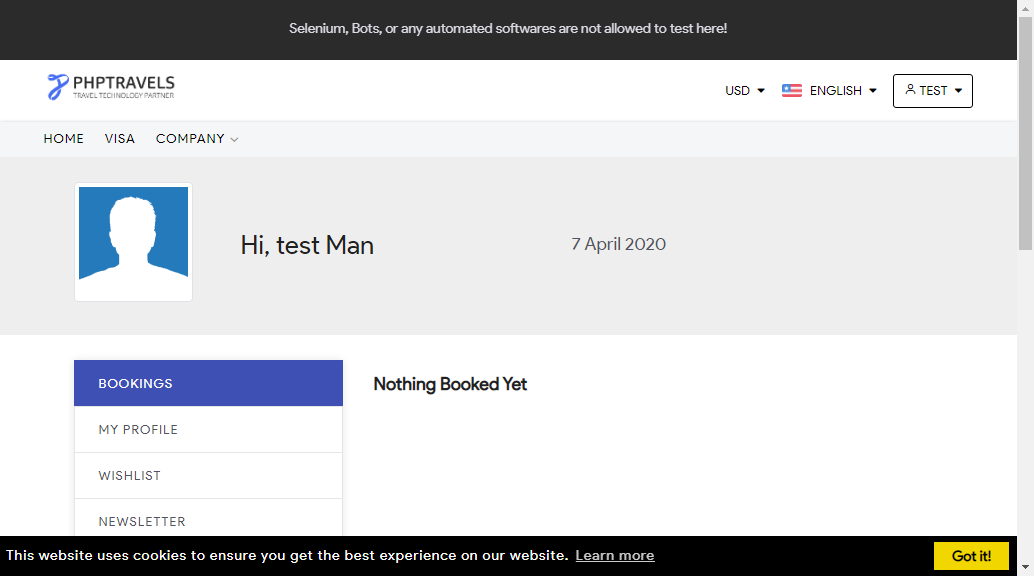 Selenium, Bots, or any automated softwares are not allowed to test here!
PHPTRAVELS
TRAVEL TECHNOLOGY PARTNER
USD
ENGLISH
TEST
HOME
VISA
COMPANY
Hi, test Man
7 April 2020
BOOKINGS
Nothing Booked Yet
MY PROFILE
WISHLIST
NEWSLETTER
This website uses cookies to ensure you get the best experience on our website. Learn more
Got it!